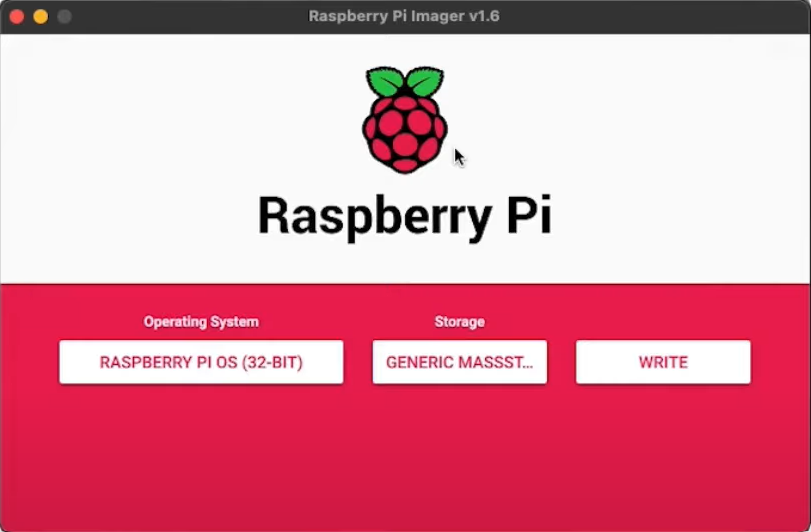 Raspberry Pi Imager v1.6
Raspberry Pi
Operating System
Storage
RASPBERRY PI OS (32-BIT)
GENERIC MASSST...
WRITE